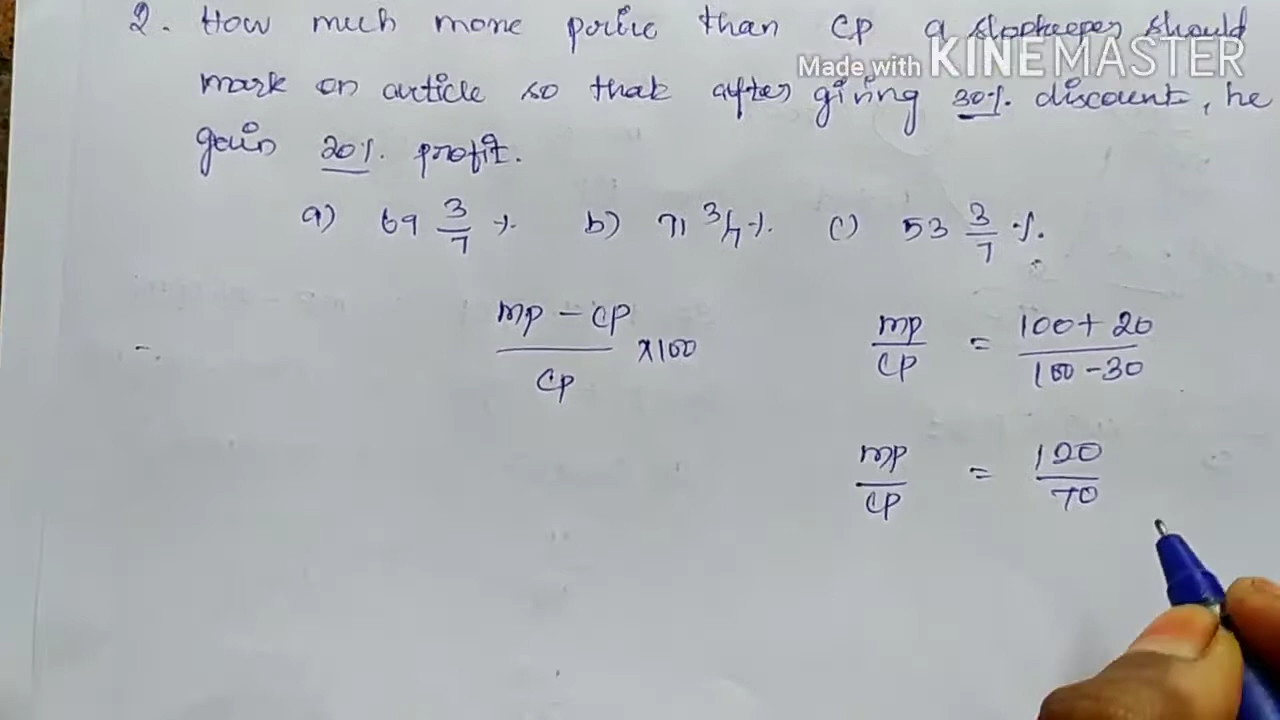 2. How much more price than CP a shopkeeper should
Made with KINEMASTER
mark an article so that after giving 30% discount, he
gain 20% profit.
a) 69 3/7 % b) 71 3/7 % c) 53 3/7 %.
MP - CP / CP × 100
MP / CP = 100 + 20 / 100 - 30
MP / CP = 120 / 70